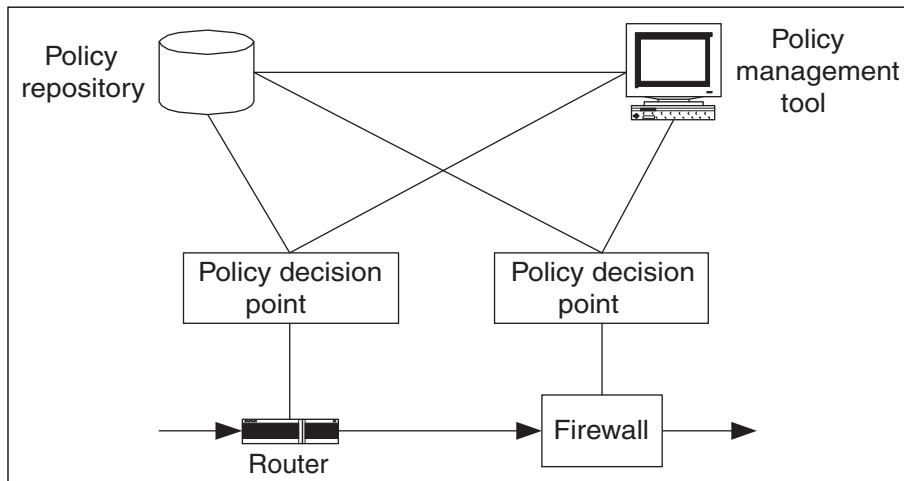 Policy
repository
Policy
management
tool
Policy decision
point
Policy decision
point
Router
Firewall